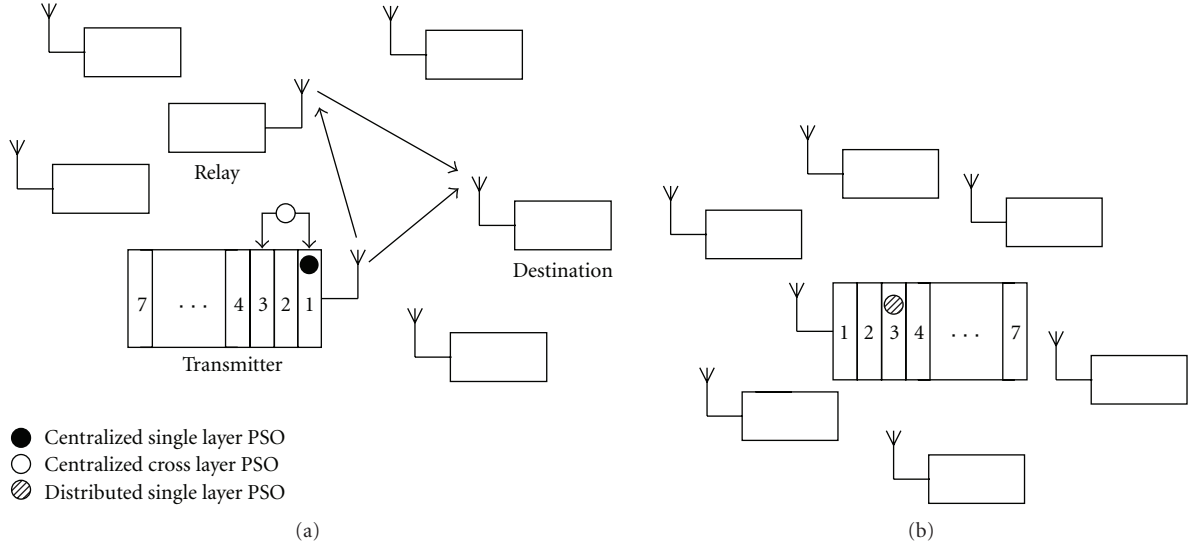 Relay
Destination
7 . . . 4 3 2 1
Transmitter
1 2 3 4 . . . 7
Centralized single layer PSO
Centralized cross layer PSO
Distributed single layer PSO
(a)
(b)